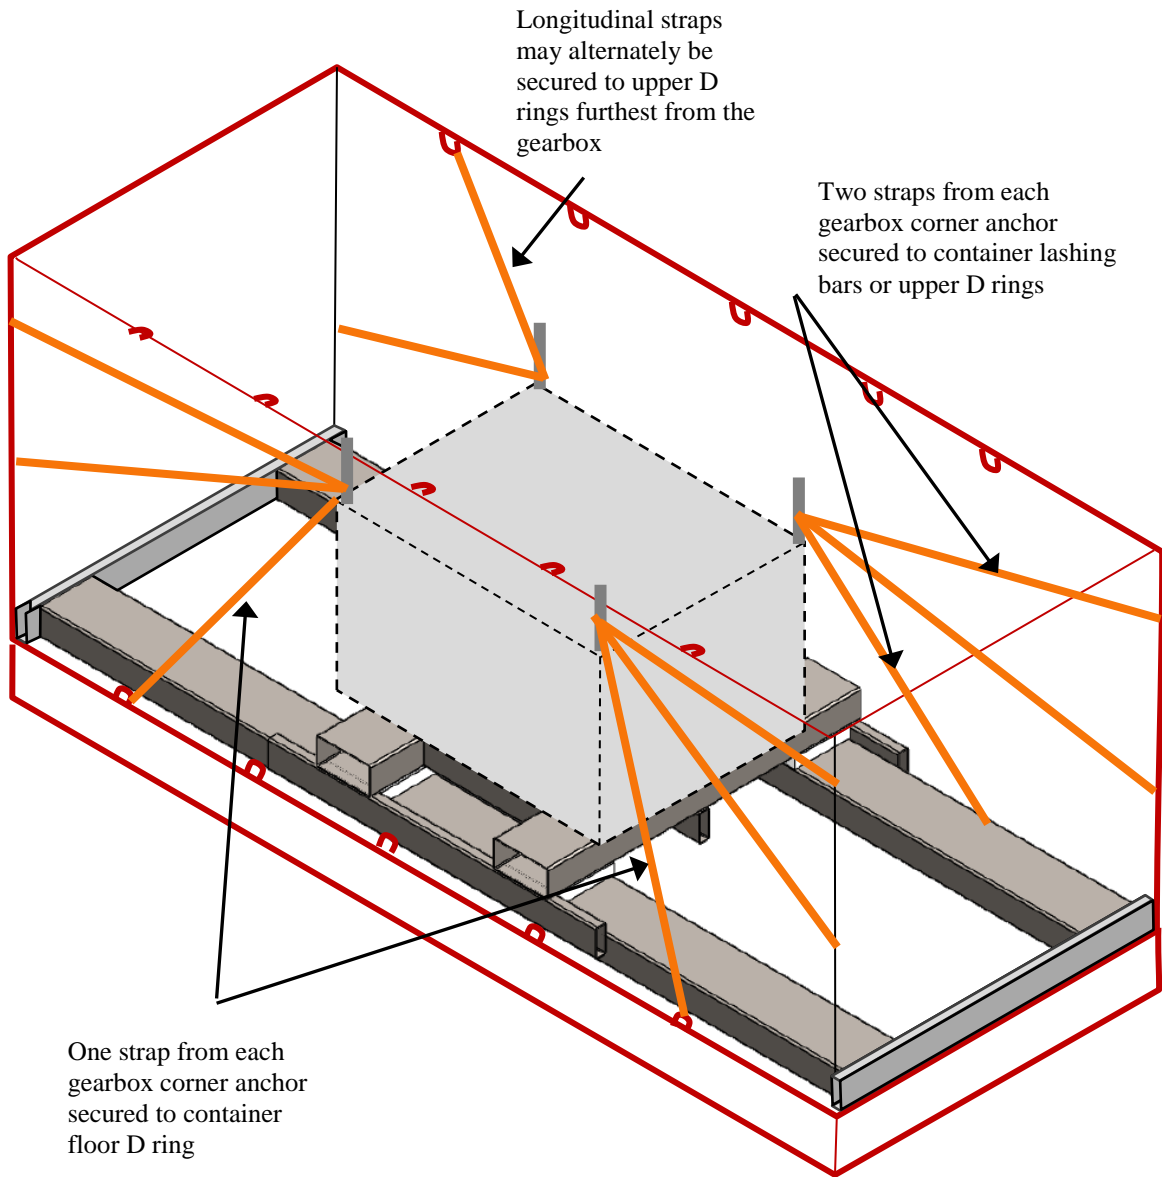 Longitudinal straps
may alternately be
secured to upper D
rings furthest from the
gearbox
Two straps from each
gearbox corner anchor
secured to container lashing
bars or upper D rings
One strap from each
gearbox corner anchor
secured to container
floor D ring